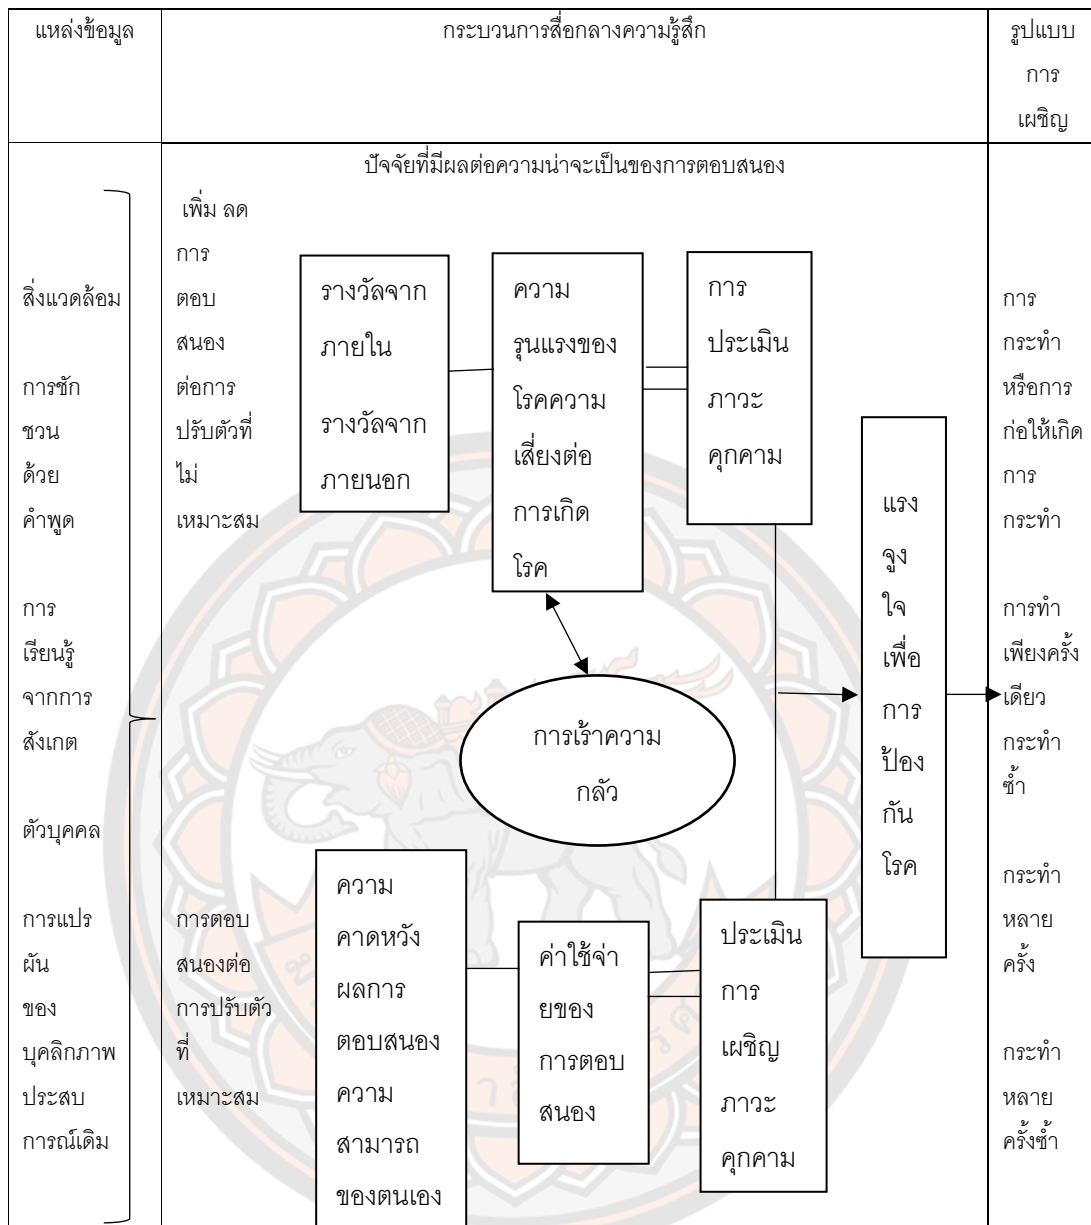 แหล่งข้อมูล
กระบวนการสื่อกลางความรู้สึก
รูปแบบ
การ
เผชิญ
ปัจจัยที่มีผลต่อความน่าจะเป็นของการตอบสนอง
สิ่งแวดล้อม
การชัก
ชวน
ด้วย
คำพูด
การ
เรียนรู้
จากการ
สังเกต
ตัวบุคคล
การแปร
ผัน
ของ
บุคลิกภาพ
ประสบ
การณ์เดิม
เพิ่ม ลด
การ
ตอบ
สนอง
ต่อการ
ปรับตัวที่
ไม่
เหมาะสม
การตอบ
สนองต่อ
การปรับตัว
ที่
เหมาะสม
รางวัลจาก
ภายใน
รางวัลจาก
ภายนอก
ความ
รุนแรงของ
โรคความ
เสี่ยงต่อ
การเกิด
โรค
การ
ประเมิน
ภาวะ
คุกคาม
การเร้าความ
กลัว
ความ
คาดหวัง
ผลการ
ตอบสนอง
ความ
สามารถ
ของตนเอง
ค่าใช้จ่า
ยของ
การตอบ
สนอง
ประเมิน
การ
เผชิญ
ภาวะ
คุกคาม
แรง
จูง
ใจ
เพื่อ
การ
ป้อง
กัน
โรค
การ
กระทำ
หรือการ
ก่อให้เกิด
การ
กระทำ
การทำ
เพียงครั้ง
เดียว
กระทำ
ซ้ำ
กระทำ
หลาย
ครั้ง
กระทำ
หลาย
ครั้งซ้ำ